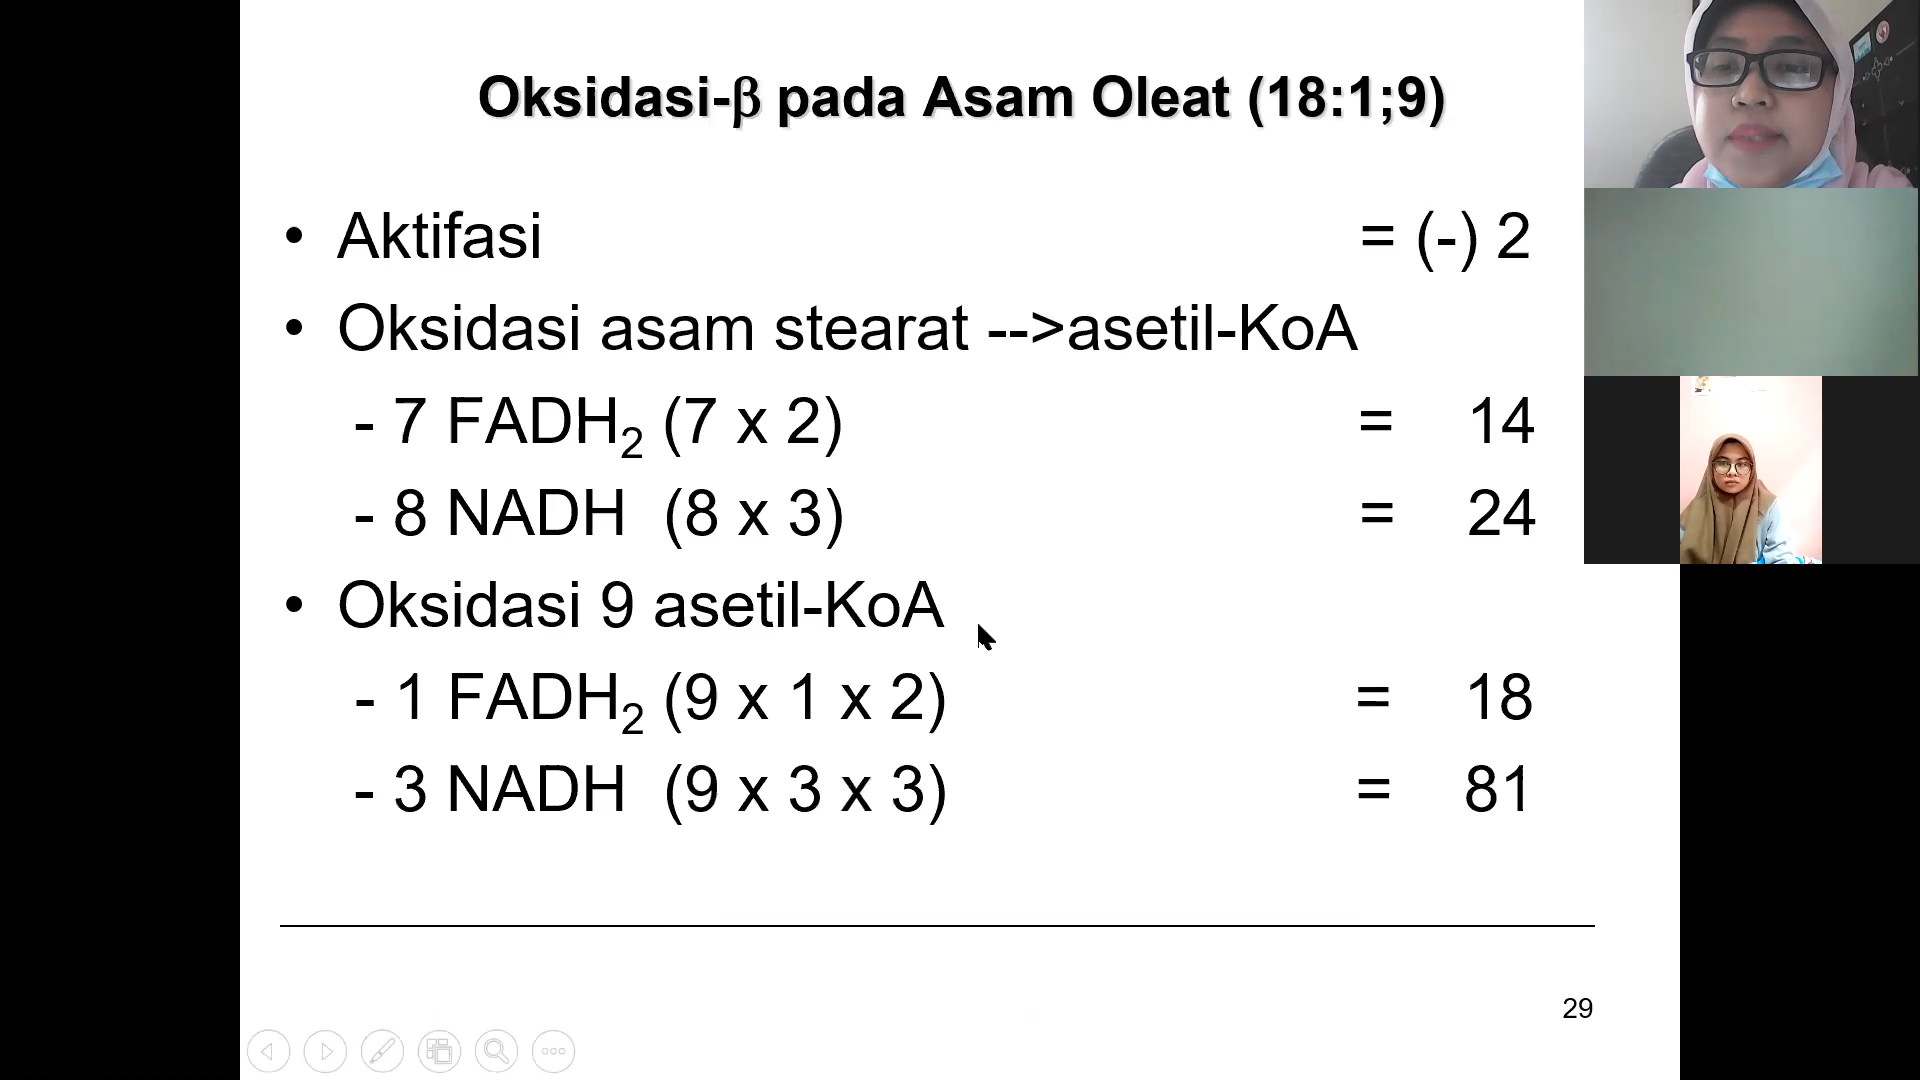 Oksidasi-β pada Asam Oleat (18:1;9)
• Aktifasi = (-) 2
• Oksidasi asam stearat -->asetil-KoA
- 7 FADH₂ (7 x 2) = 14
- 8 NADH (8 x 3) = 24
• Oksidasi 9 asetil-KoA
- 1 FADH₂ (9 x 1 x 2) = 18
- 3 NADH (9 x 3 x 3) = 81
29